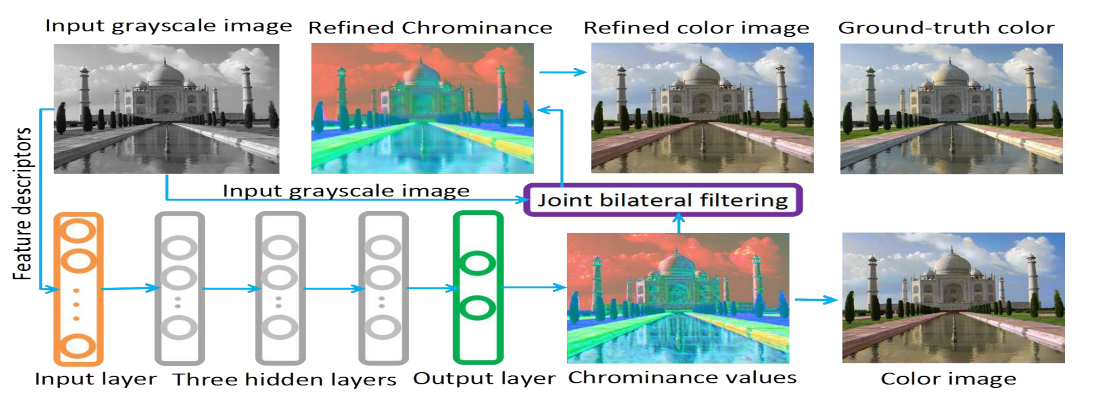 Input grayscale image
Refined Chrominance
Refined color image
Ground-truth color
Feature descriptors
Input grayscale image
Joint bilateral filtering
Input layer
Three hidden layers
Output layer
Chrominance values
Color image